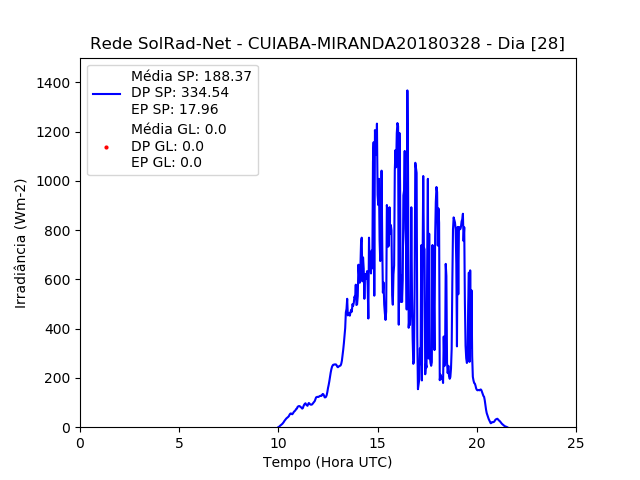 Rede SolRad-Net - CUIABA-MIRANDA20180328 - Dia [28]
Média SP: 188.37
DP SP: 334.54
EP SP: 17.96
Média GL: 0.0
DP GL: 0.0
EP GL: 0.0
Irradiância (Wm-2)
1400
1200
1000
800
600
400
200
0
0 5 10 15 20 25
Tempo (Hora UTC)